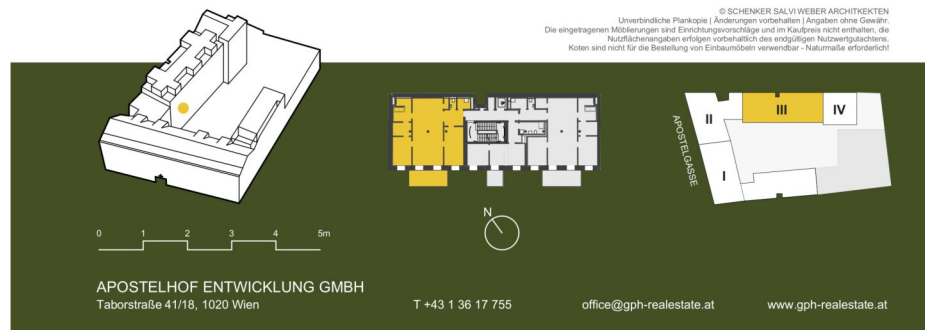 © SCHENKER SALVI WEBER ARCHITKEKTEN
Unverbindliche Plankopie | Änderungen vorbehalten | Angaben ohne Gewähr.
Die eingetragenen Möblierungen sind Einrichtungsvorschläge und im Kaufpreis nicht enthalten, die
Nutzflächenangaben erfolgen vorbehaltlich des endgültigen Nutzwertgutachtens.
Koten sind nicht für die Bestellung von Einbaumöbeln verwendbar - Naturmaße erforderlich!
II
III
IV
I
APOSTELGASSE
N
0 1 2 3 4 5m
APOSTELHOF ENTWICKLUNG GMBH
Taborstraße 41/18, 1020 Wien
T +43 1 36 17 755
office@gph-realestate.at
www.gph-realestate.at